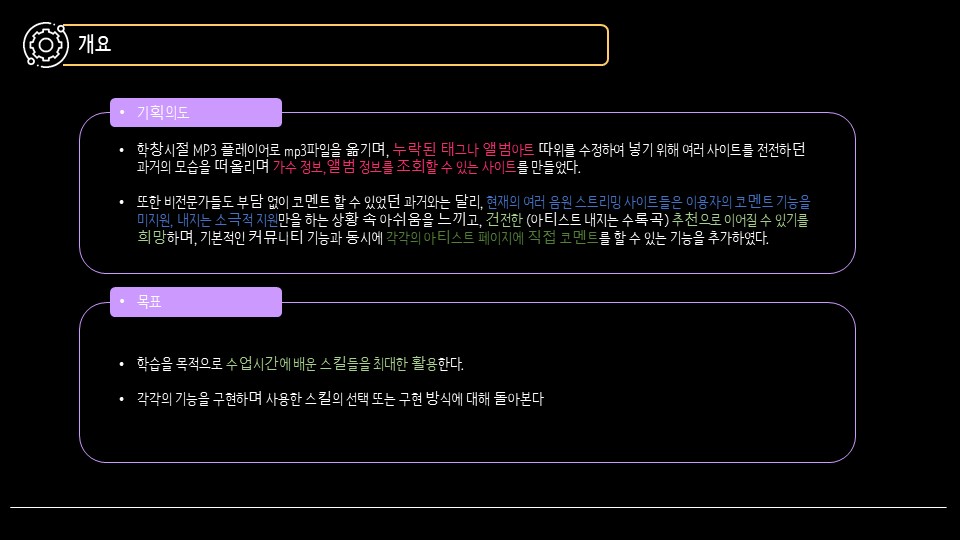 개요
• 기획의도
• 학창시절 MP3 플레이어로 mp3파일을 옮기며, 누락된 태그나 앨범아트 따위를 수정하여 넣기 위해 여러 사이트를 전전하던
과거의 모습을 떠올리며 가수 정보,앨범 정보를 조회할 수 있는 사이트를 만들었다.
• 또한 비전문가들도 부담 없이 코멘트 할 수 있었던 과거와는 달리, 현재의 여러 음원 스트리밍 사이트들은 이용자의 코멘트 기능을
미지원, 내지는 소극적 지원만을 하는 상황 속 아쉬움을 느끼고, 건전한 (아티스트 내지는 수록곡) 추천으로 이어질 수 있기를
희망하며, 기본적인 커뮤니티 기능과 동시에 각각의 아티스트 페이지에 직접 코멘트를 할 수 있는 기능을 추가하였다.
• 목표
• 학습을 목적으로 수업시간에 배운 스킬들을 최대한 활용한다.
• 각각의 기능을 구현하며 사용한 스킬의 선택 또는 구현 방식에 대해 돌아본다